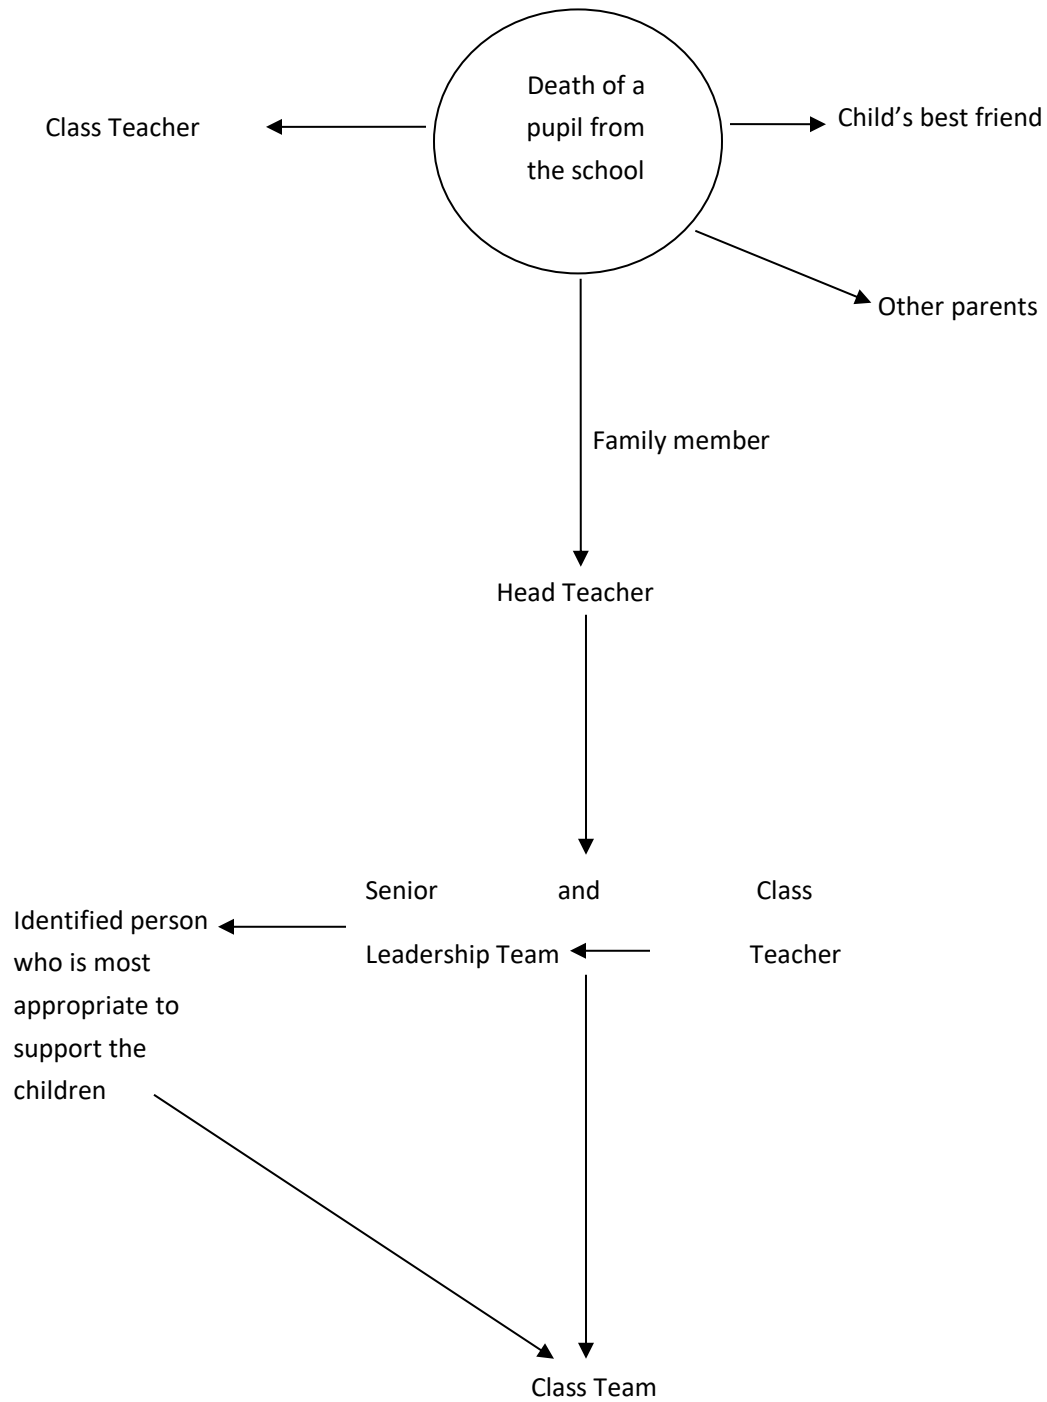 Death of a
pupil from
the school
Class Teacher
Child’s best friend
Other parents
Family member
Head Teacher
Senior and Class
Leadership Team Teacher
Identified person
who is most
appropriate to
support the
children
Class Team